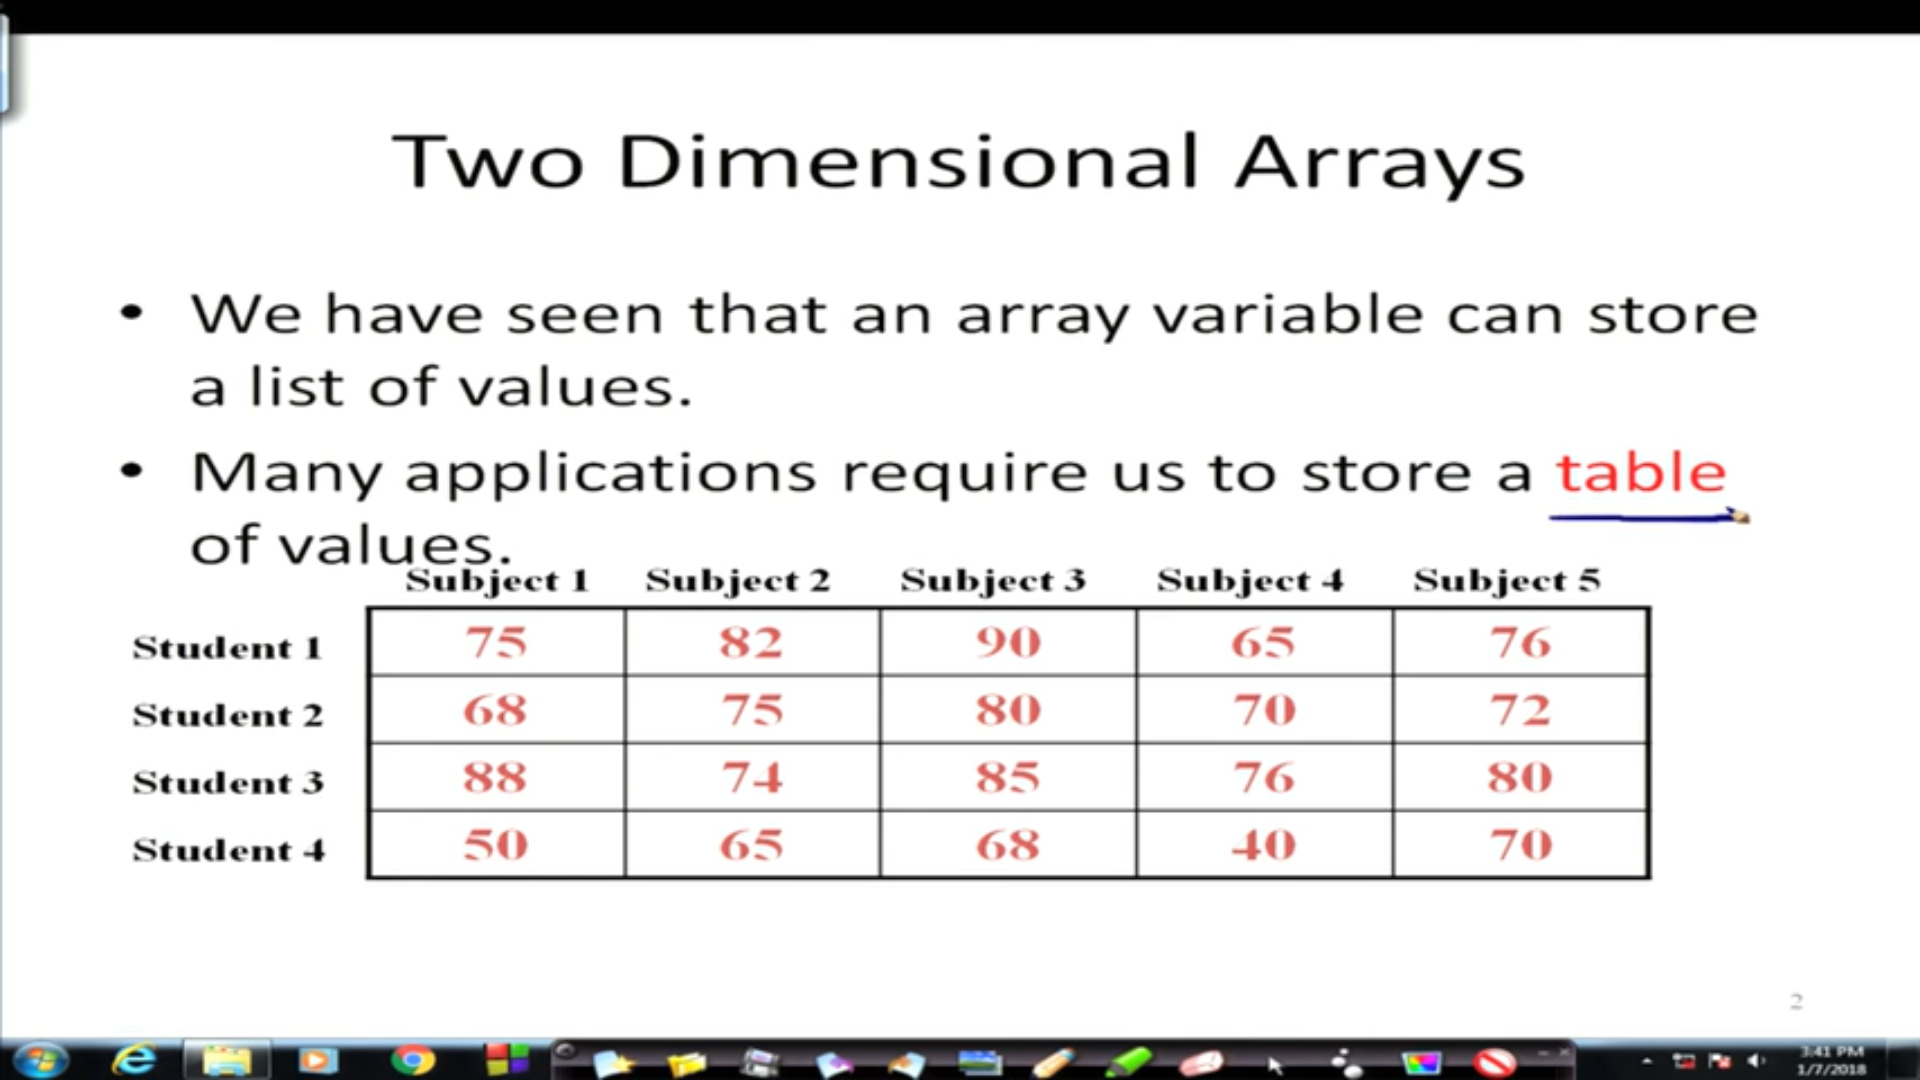 Two Dimensional Arrays
• We have seen that an array variable can store
a list of values.
• Many applications require us to store a table
of values.
Subject 1 Subject 2 Subject 3 Subject 4 Subject 5
Student 1 75 82 90 65 76
Student 2 68 75 80 70 72
Student 3 88 74 85 76 80
Student 4 50 65 68 40 70
2
3:41 PM
1/7/2018